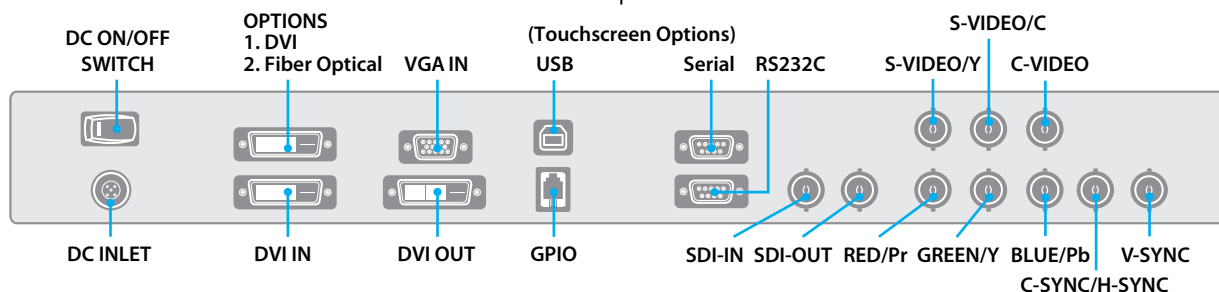 DC ON/OFF
SWITCH
OPTIONS
1. DVI
2. Fiber Optical
VGA IN
(Touchscreen Options)
USB
Serial
RS232C
S-VIDEO/Y
S-VIDEO/C
C-VIDEO
DC INLET
DVI IN
DVI OUT
GPIO
SDI-IN
SDI-OUT
RED/Pr
GREEN/Y
BLUE/Pb
C-SYNC/H-SYNC
V-SYNC